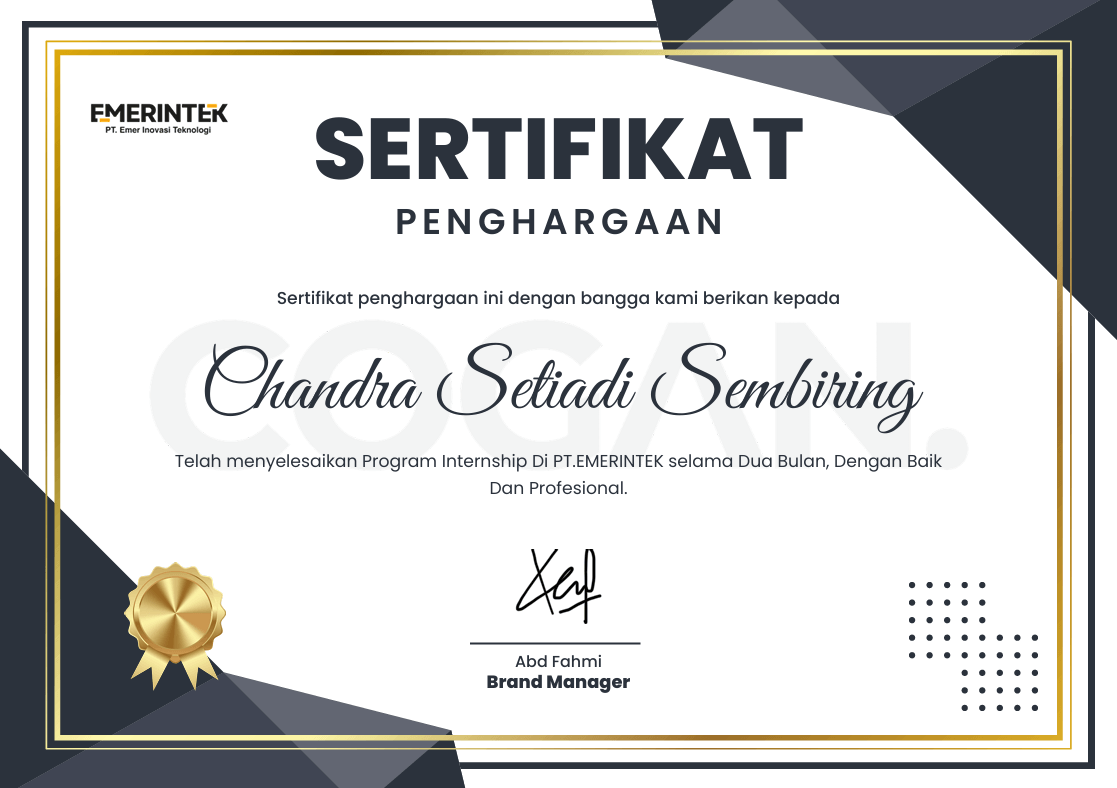 EMERINTEK
PT. Emer Inovasi Teknologi
SERTIFIKAT
PENGHARGAAN
Sertifikat penghargaan ini dengan bangga kami berikan kepada
COGAN.
Chandra Setiadi Sembiring
Telah menyelesaikan Program Internship Di PT.EMERINTEK selama Dua Bulan, Dengan Baik
Dan Profesional.
Abd Fahmi
Brand Manager